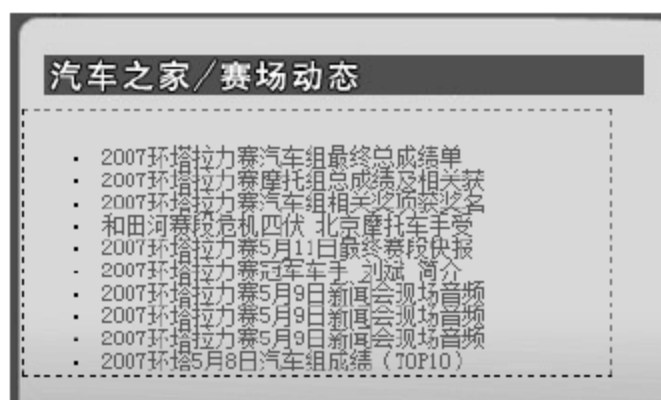 汽车之家/赛场动态
2007环塔拉力赛汽车组最终总成绩单
2007环塔拉力赛摩托组总成绩及相关获
2007环塔拉力赛汽车组相关奖项获奖名
和田河赛段危机四伏 北京摩托车手受
2007环塔拉力赛5月11日最终赛段快报
2007环塔拉力赛冠军车手 刘斌 简介
2007环塔拉力赛5月9日新闻会现场音频
2007环塔拉力赛5月9日新闻会现场音频
2007环塔拉力赛5月9日新闻会现场音频
2007环塔5月8日汽车组成绩（TOP10）